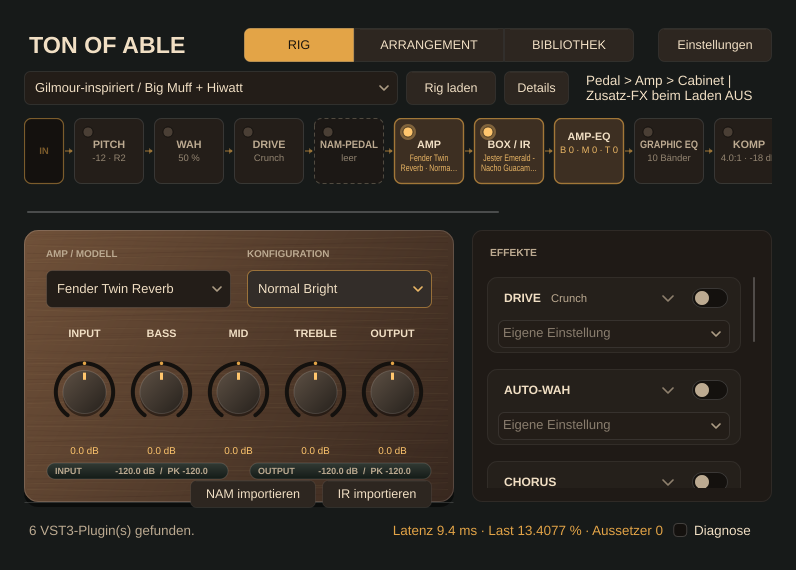 TON OF ABLE
RIG
ARRANGEMENT
BIBLIOTHEK
Einstellungen
Gilmour-inspiriert / Big Muff + Hiwatt
Rig laden
Details
Pedal > Amp > Cabinet |
Zusatz-FX beim Laden AUS
IN
PITCH
-12 · R2
WAH
50 %
DRIVE
Crunch
NAM-PEDAL
leer
AMP
Fender Twin
Reverb · Norma...
BOX / IR
Jester Emerald -
Nacho Guacam...
AMP-EQ
B 0 · M 0 · T 0
GRAPHIC EQ
10 Bänder
KOMP
4.0:1 · -18 d
AMP / MODELL
KONFIGURATION
Fender Twin Reverb
Normal Bright
INPUT
BASS
MID
TREBLE
OUTPUT
0.0 dB
0.0 dB
0.0 dB
0.0 dB
0.0 dB
INPUT -120.0 dB / PK -120.0
OUTPUT -120.0 dB / PK -120.0
NAM importieren
IR importieren
EFFEKTE
DRIVE Crunch
Eigene Einstellung
AUTO-WAH
Eigene Einstellung
CHORUS
6 VST3-Plugin(s) gefunden.
Latenz 9.4 ms · Last 13.4077 % · Aussetzer 0
Diagnose